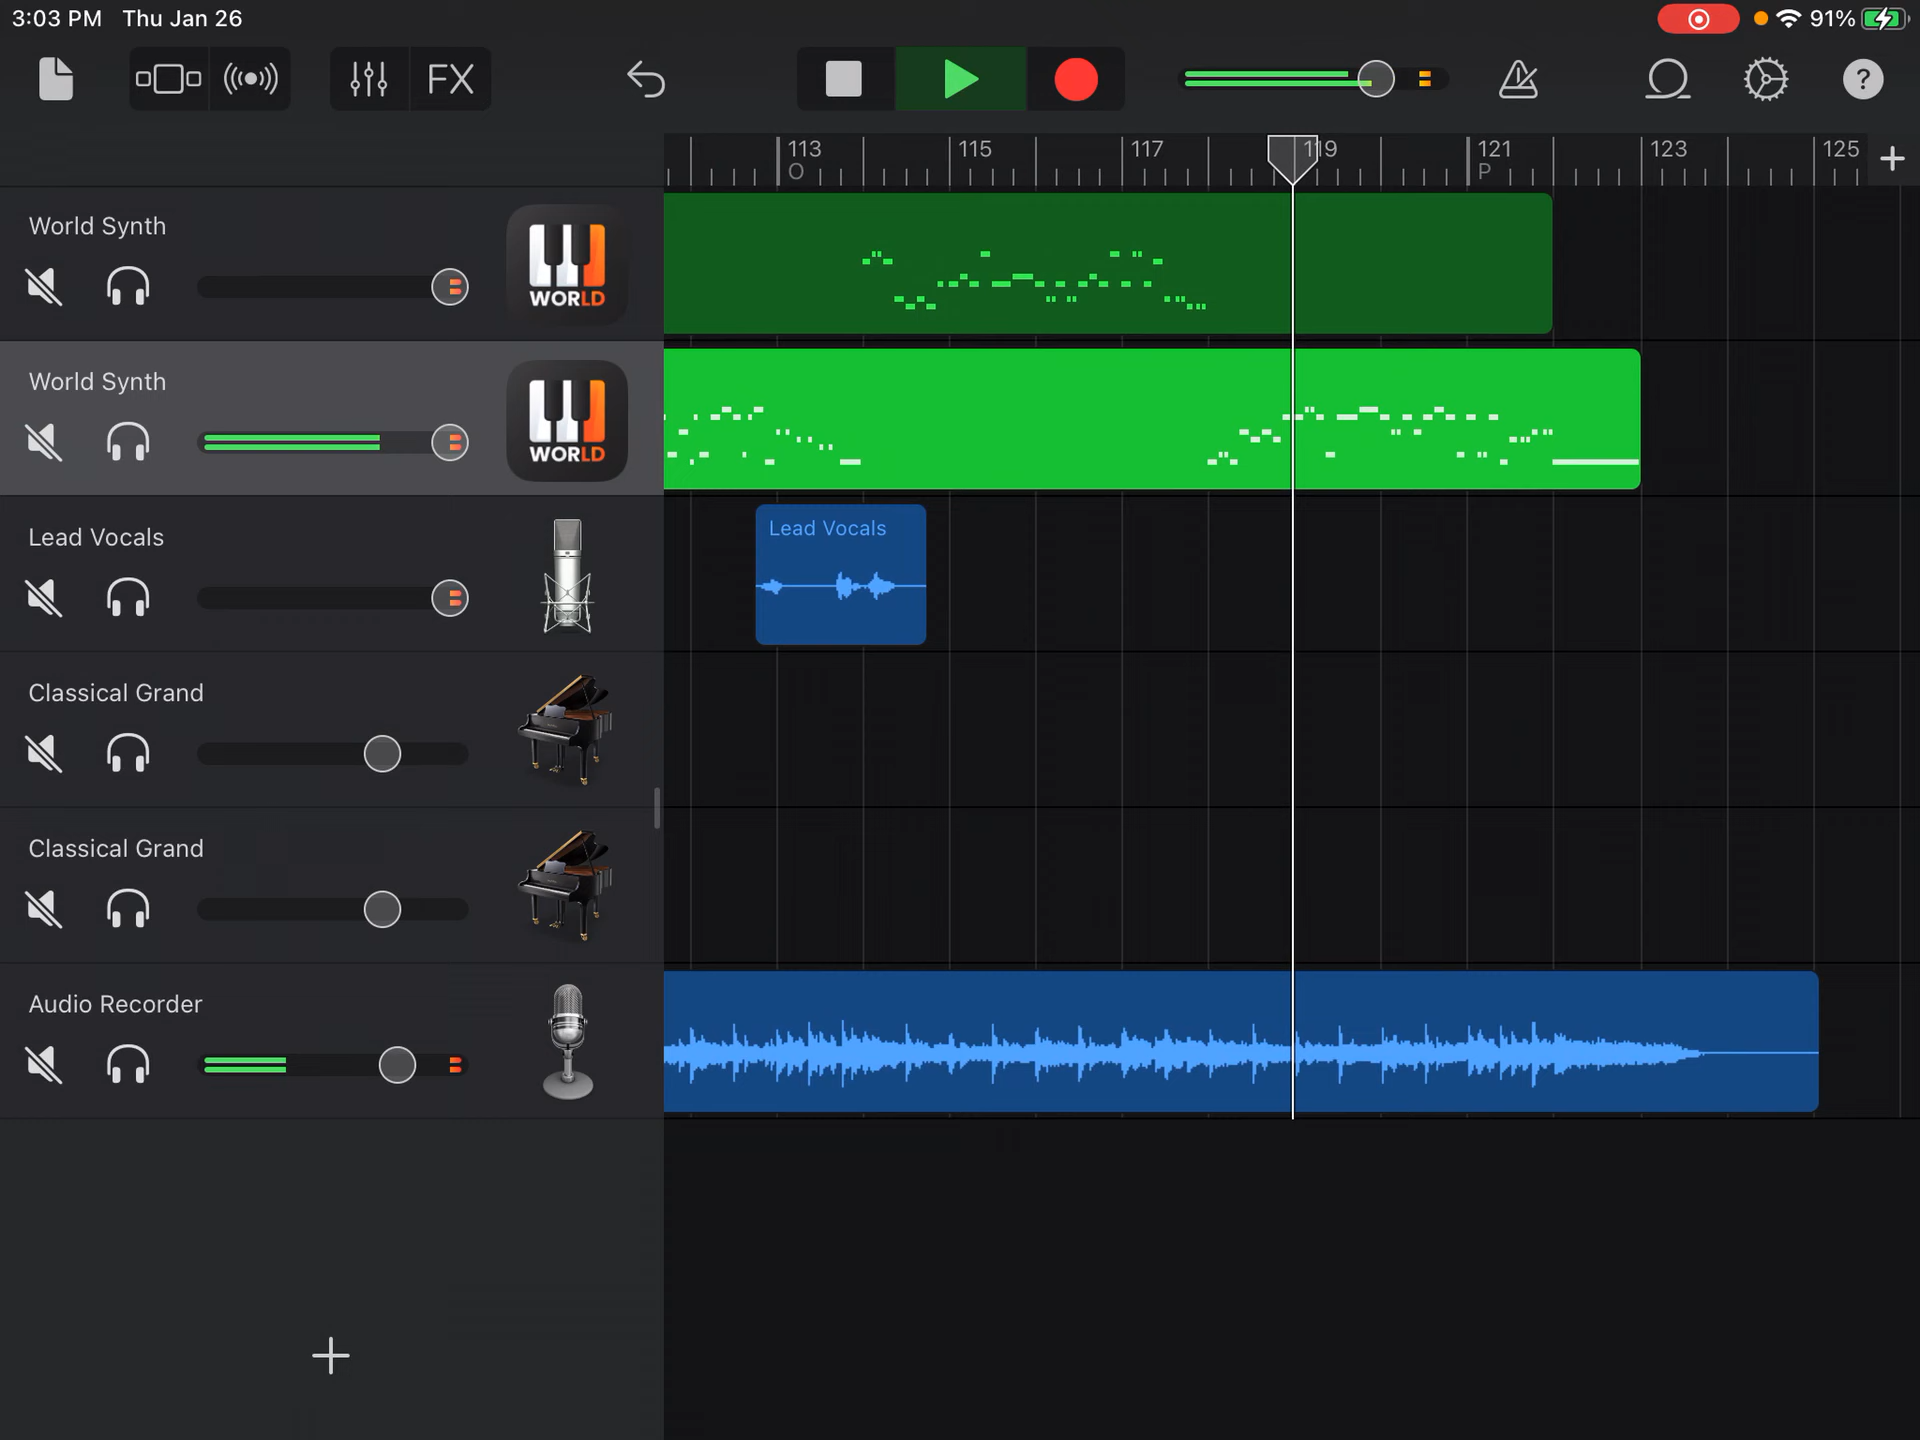 3:03 PM Thu Jan 26
91%
FX
?
113 115 117 119 121 123 125
O P
World Synth
WORLD
World Synth
WORLD
Lead Vocals
Lead Vocals
Classical Grand
Classical Grand
Audio Recorder